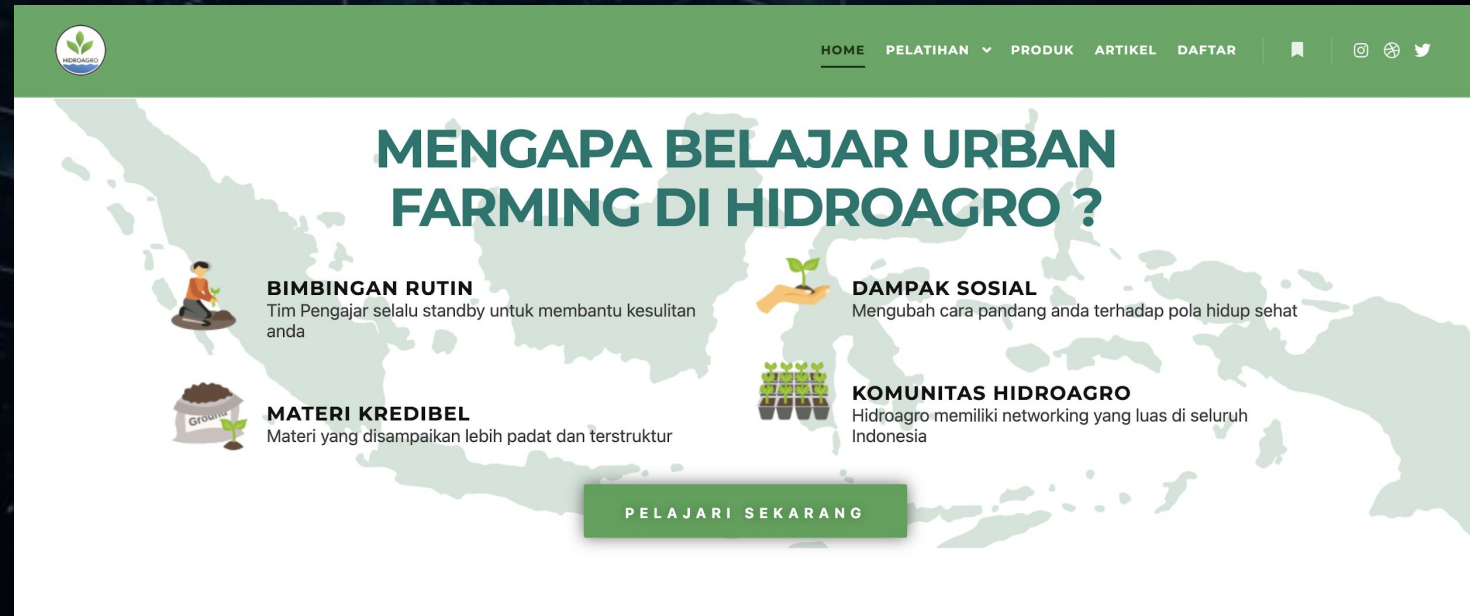 HIDROAGRO
HOME PELATIHAN PRODUK ARTIKEL DAFTAR
MENGAPA BELAJAR URBAN
FARMING DI HIDROAGRO ?
BIMBINGAN RUTIN
Tim Pengajar selalu standby untuk membantu kesulitan
anda
DAMPAK SOSIAL
Mengubah cara pandang anda terhadap pola hidup sehat
Ground
MATERI KREDIBEL
Materi yang disampaikan lebih padat dan terstruktur
KOMUNITAS HIDROAGRO
Hidroagro memiliki networking yang luas di seluruh
Indonesia
PELAJARI SEKARANG